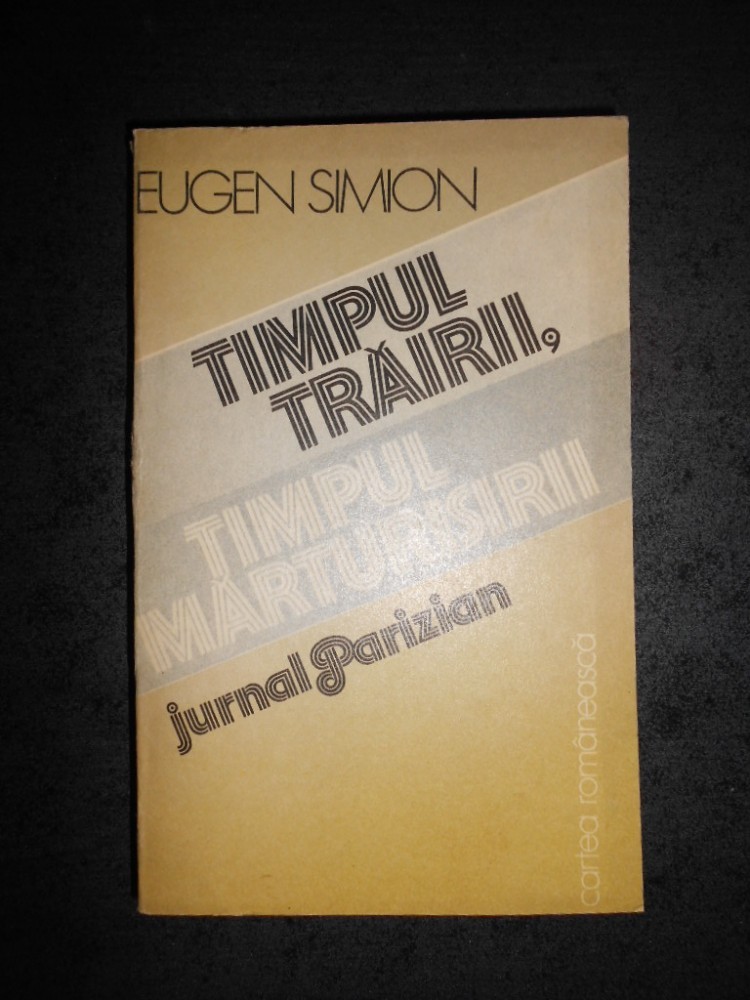 EUGEN SIMION
TIMPUL
TRĂIRII,
TIMPUL
MĂRTURISIRII
jurnal Parizian
cartea românească